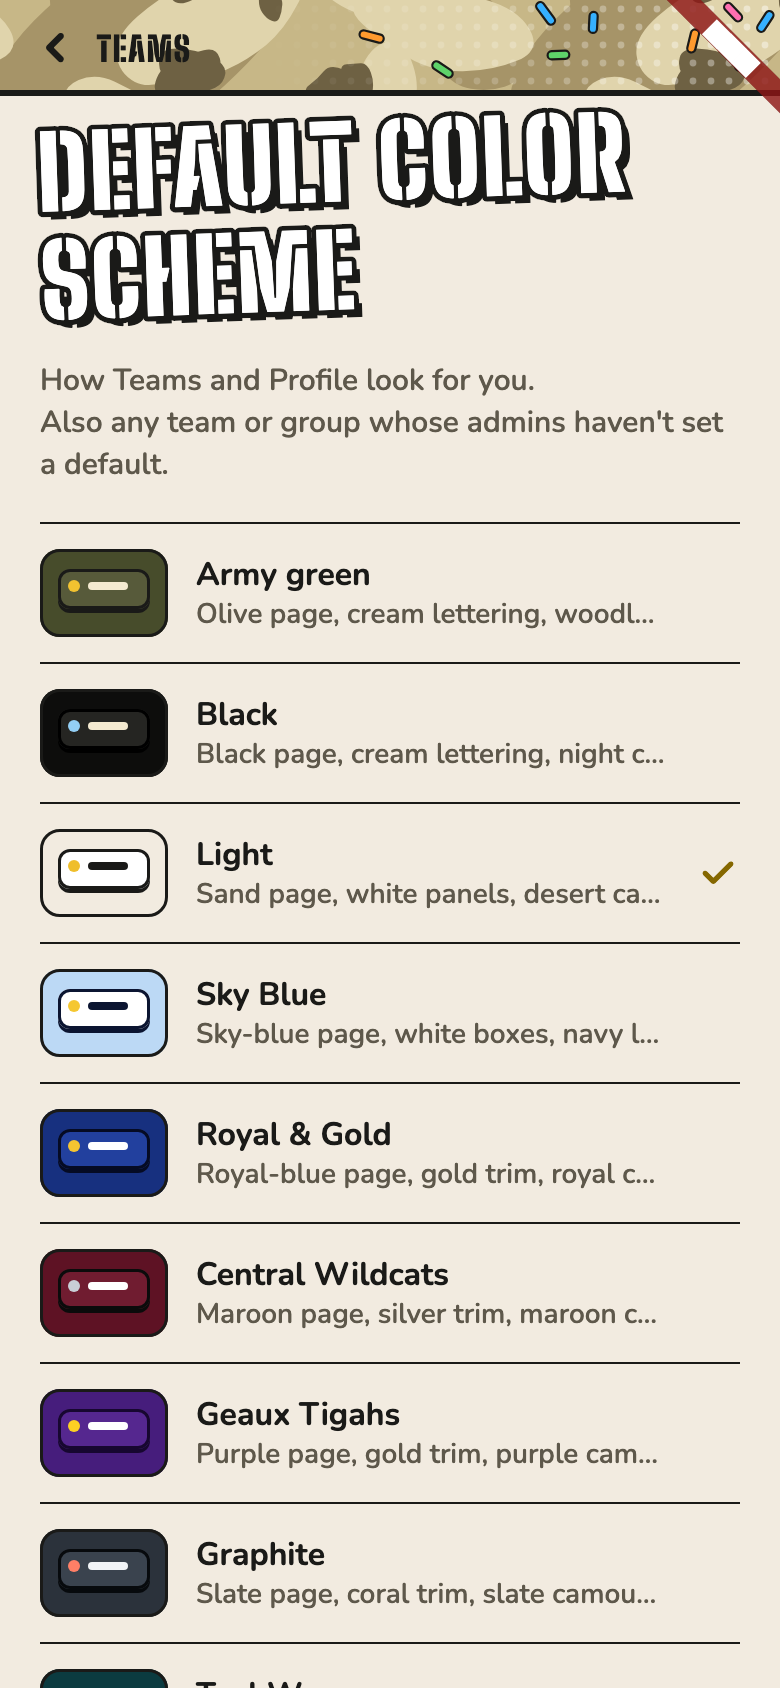 TEAMS
DEFAULT COLOR
SCHEME
How Teams and Profile look for you.
Also any team or group whose admins haven't set
a default.
Army green
Olive page, cream lettering, woodl...
Black
Black page, cream lettering, night c...
Light
Sand page, white panels, desert ca...
Sky Blue
Sky-blue page, white boxes, navy l...
Royal & Gold
Royal-blue page, gold trim, royal c...
Central Wildcats
Maroon page, silver trim, maroon c...
Geaux Tigahs
Purple page, gold trim, purple cam...
Graphite
Slate page, coral trim, slate camou...